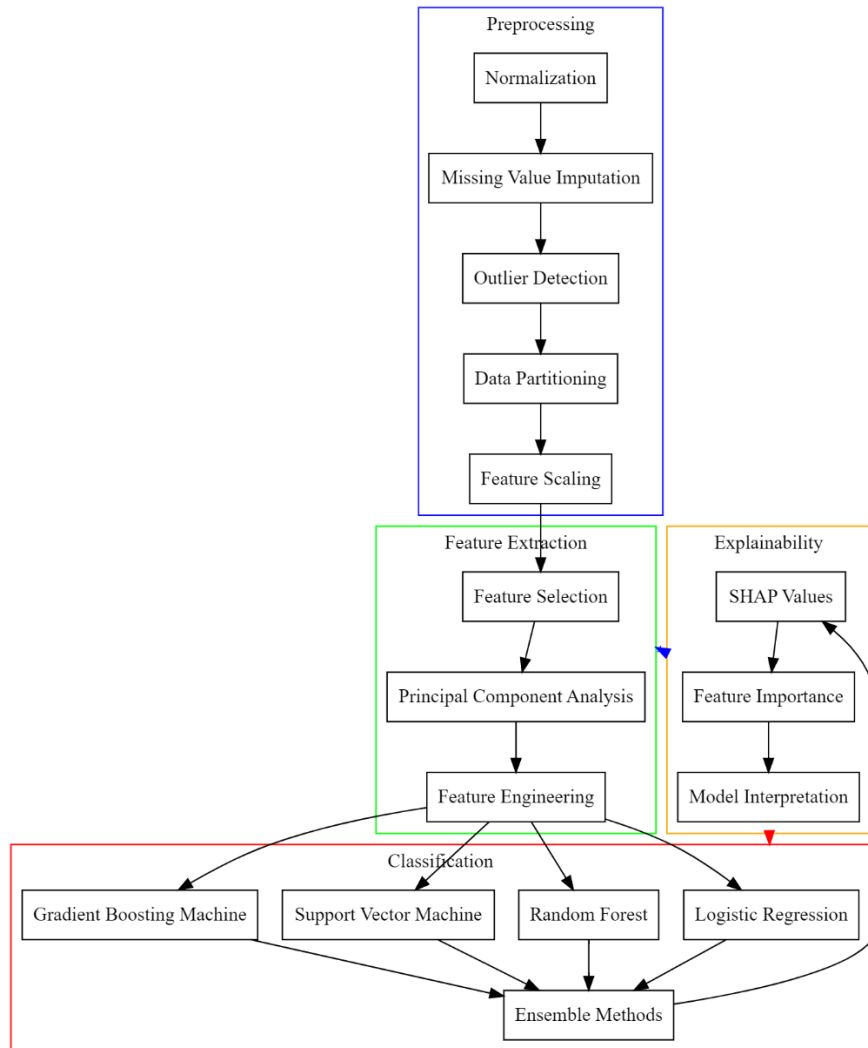 Preprocessing
Normalization
Missing Value Imputation
Outlier Detection
Data Partitioning
Feature Scaling
Feature Extraction
Feature Selection
Principal Component Analysis
Feature Engineering
Explainability
SHAP Values
Feature Importance
Model Interpretation
Classification
Gradient Boosting Machine
Support Vector Machine
Random Forest
Logistic Regression
Ensemble Methods